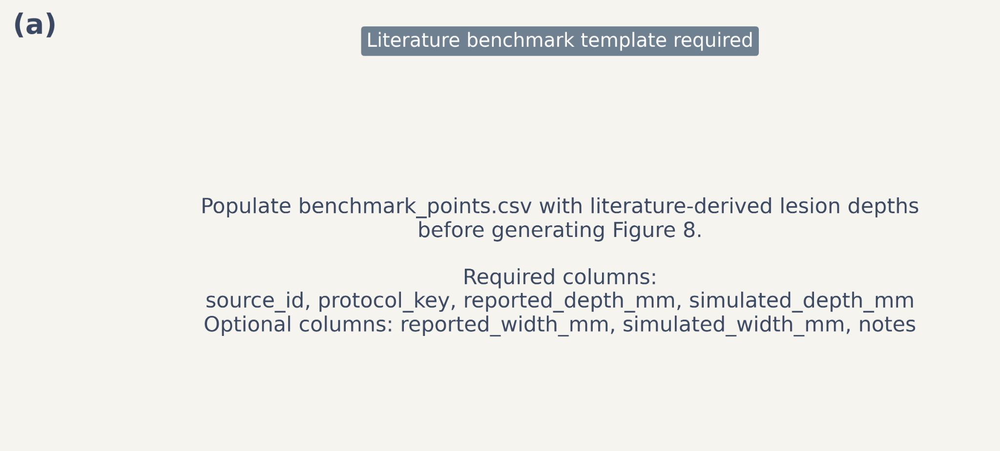 (a)
Literature benchmark template required
Populate benchmark_points.csv with literature-derived lesion depths
before generating Figure 8.
Required columns:
source_id, protocol_key, reported_depth_mm, simulated_depth_mm
Optional columns: reported_width_mm, simulated_width_mm, notes